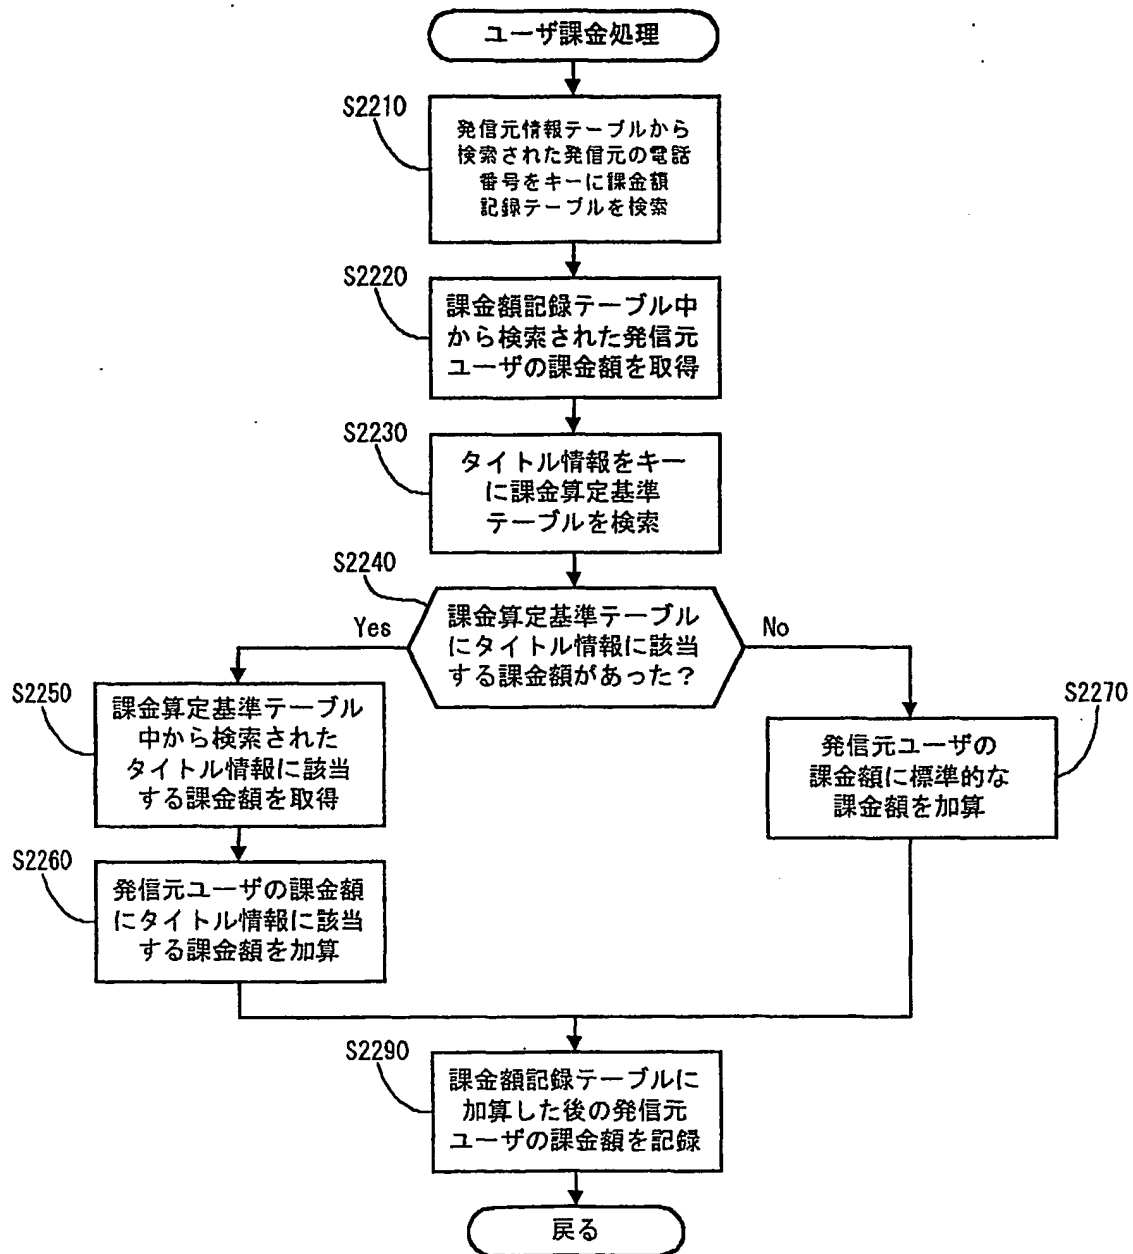 ユーザ課金処理
S2210
発信元情報テーブルから
検索された発信元の電話
番号をキーに課金額
記録テーブルを検索
S2220
課金額記録テーブル中
から検索された発信元
ユーザの課金額を取得
S2230
タイトル情報をキー
に課金算定基準
テーブルを検索
S2240
課金算定基準テーブル
にタイトル情報に該当
する課金額があった？
Yes
No
S2250
課金算定基準テーブル
中から検索された
タイトル情報に該当
する課金額を取得
S2270
発信元ユーザの
課金額に標準的な
課金額を加算
S2260
発信元ユーザの課金額
にタイトル情報に該当
する課金額を加算
S2290
課金額記録テーブルに
加算した後の発信元
ユーザの課金額を記録
戻る